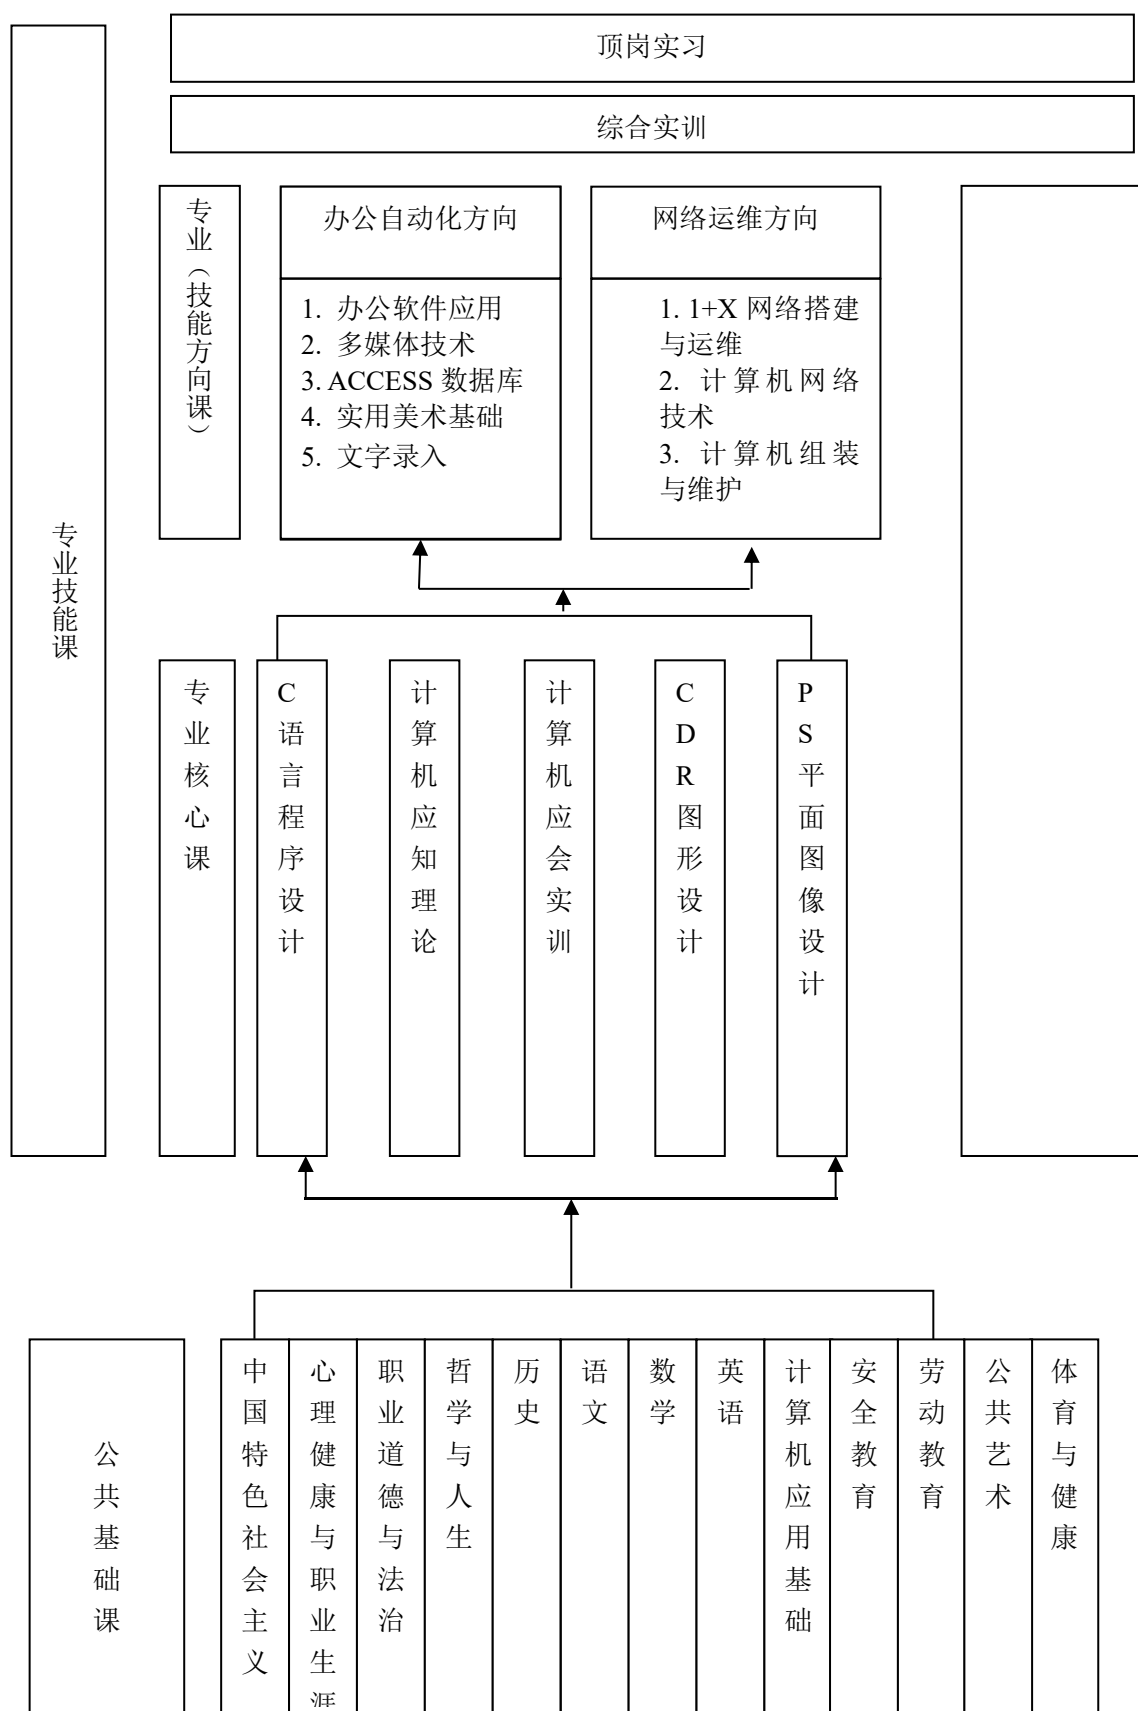 顶岗实习
综合实训
专业技能课
专业（技能方向课）
办公自动化方向
1. 办公软件应用
2. 多媒体技术
3. ACCESS 数据库
4. 实用美术基础
5. 文字录入
网络运维方向
1. 1+X 网络搭建
与运维
2. 计算机网络
技术
3. 计算机组装
与维护
专业核心课
C语言程序设计
计算机应知理论
计算机应会实训
CDR图形设计
PS平面图像设计
公共基础课
中国特色社会主义
心理健康与职业生涯
职业道德与法治
哲学与人生
历史
语文
数学
英语
计算机应用基础
安全教育
劳动教育
公共艺术
体育与健康